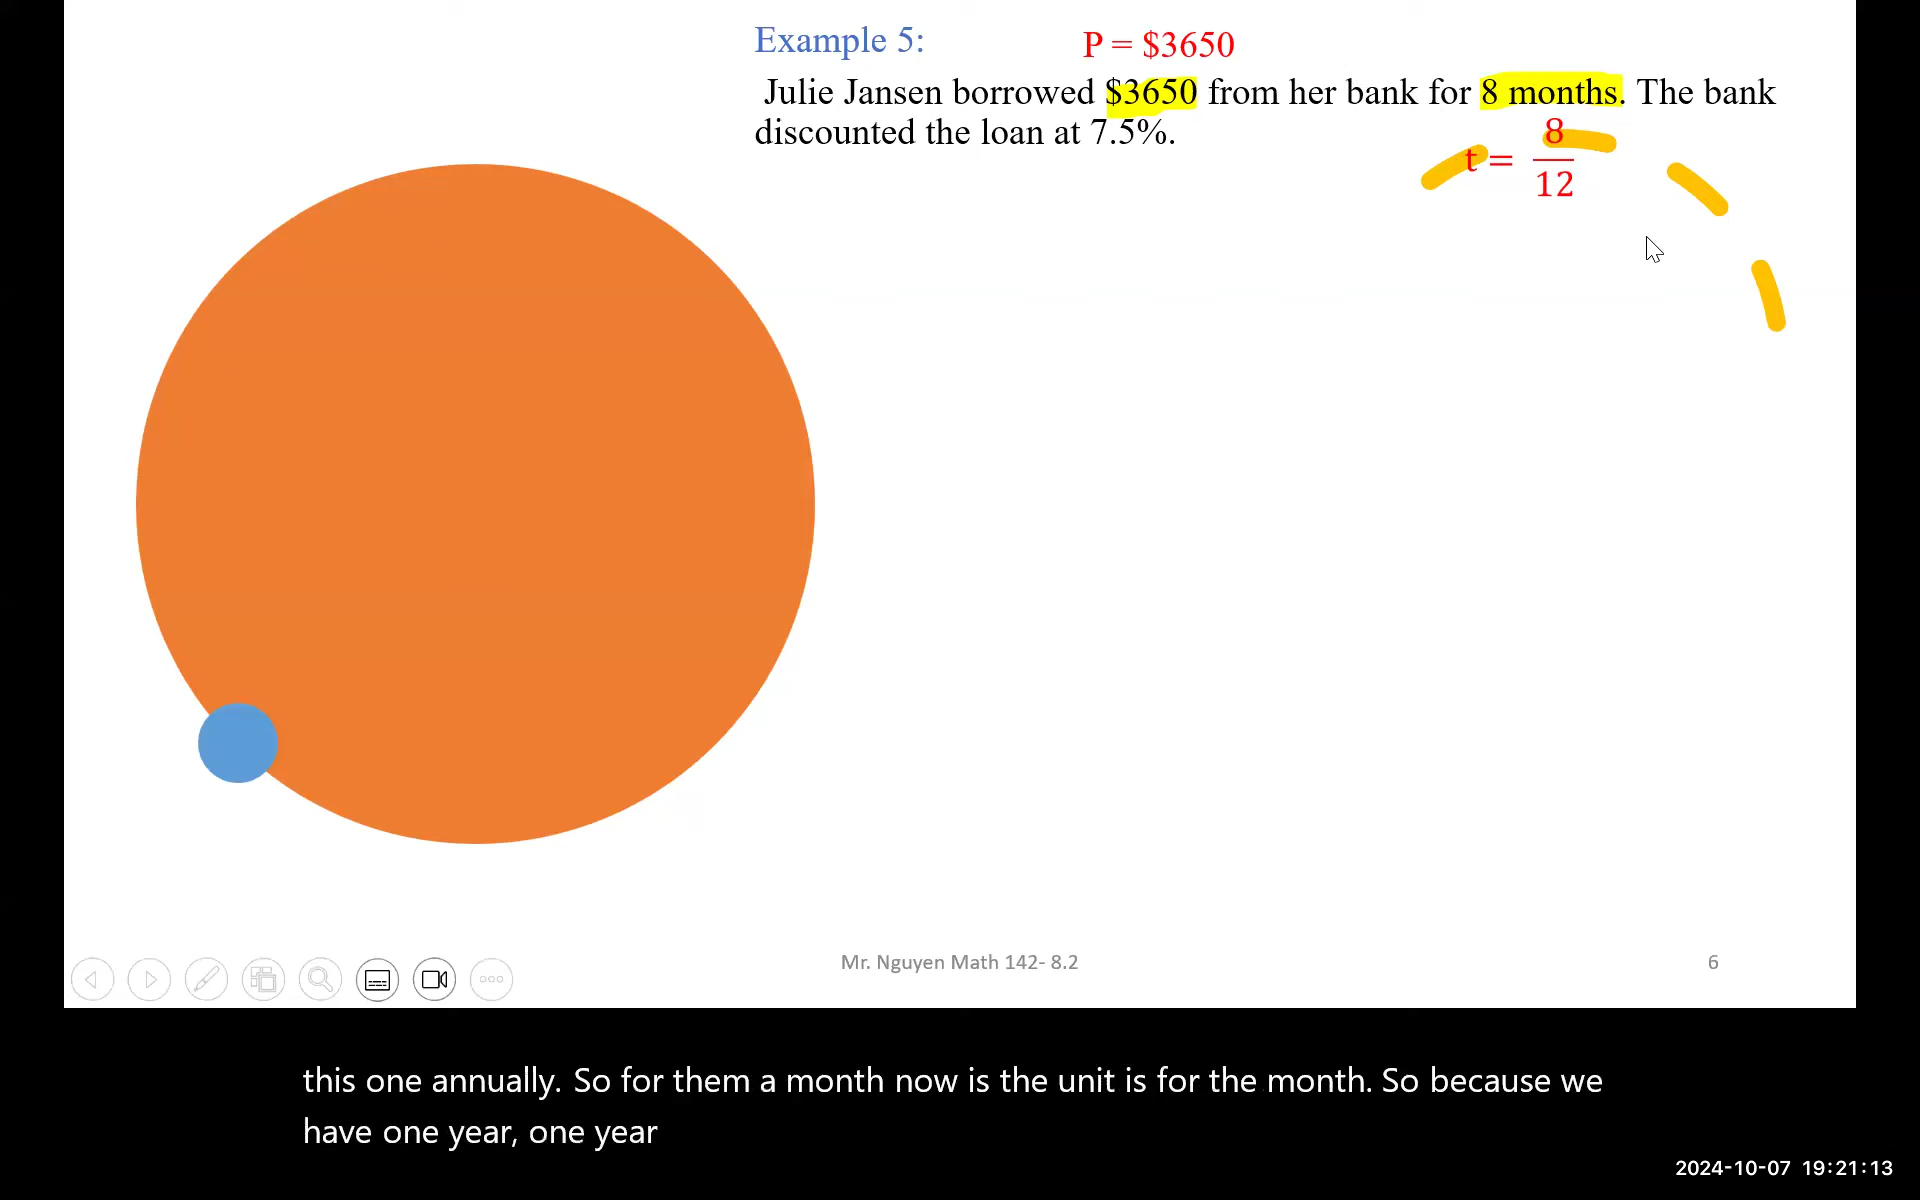 Example 5:
P = $3650
Julie Jansen borrowed $3650 from her bank for 8 months. The bank
discounted the loan at 7.5%.
t = 8/12
Mr. Nguyen Math 142- 8.2
6
this one annually. So for them a month now is the unit is for the month. So because we
have one year, one year
2024-10-07 19:21:13